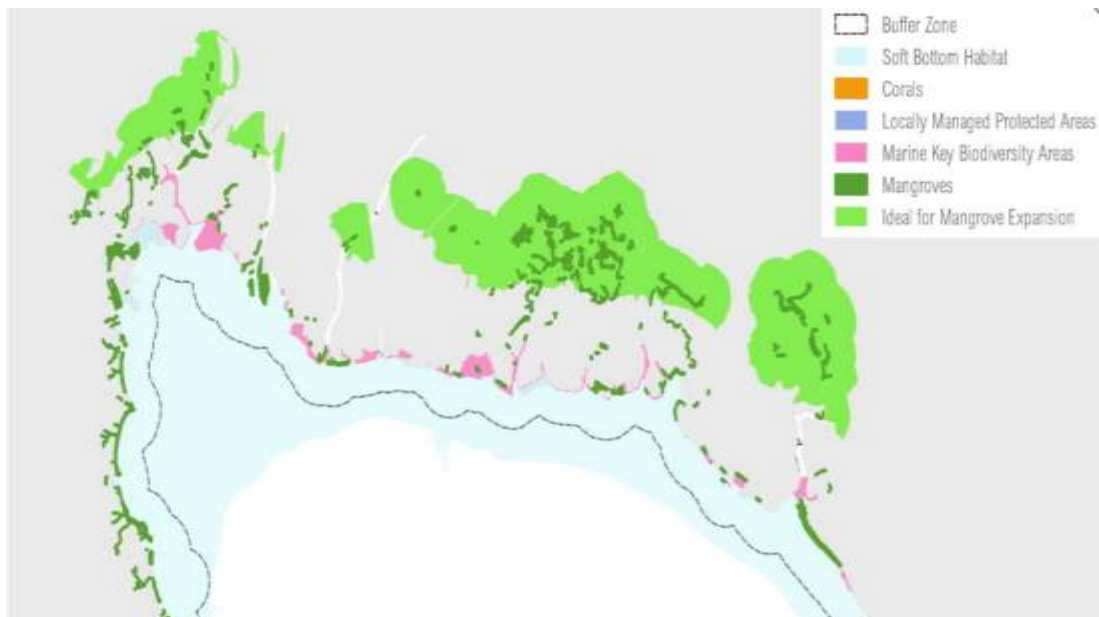 Buffer Zone
Soft Bottom Habitat
Corals
Locally Managed Protected Areas
Marine Key Biodiversity Areas
Mangroves
Ideal for Mangrove Expansion